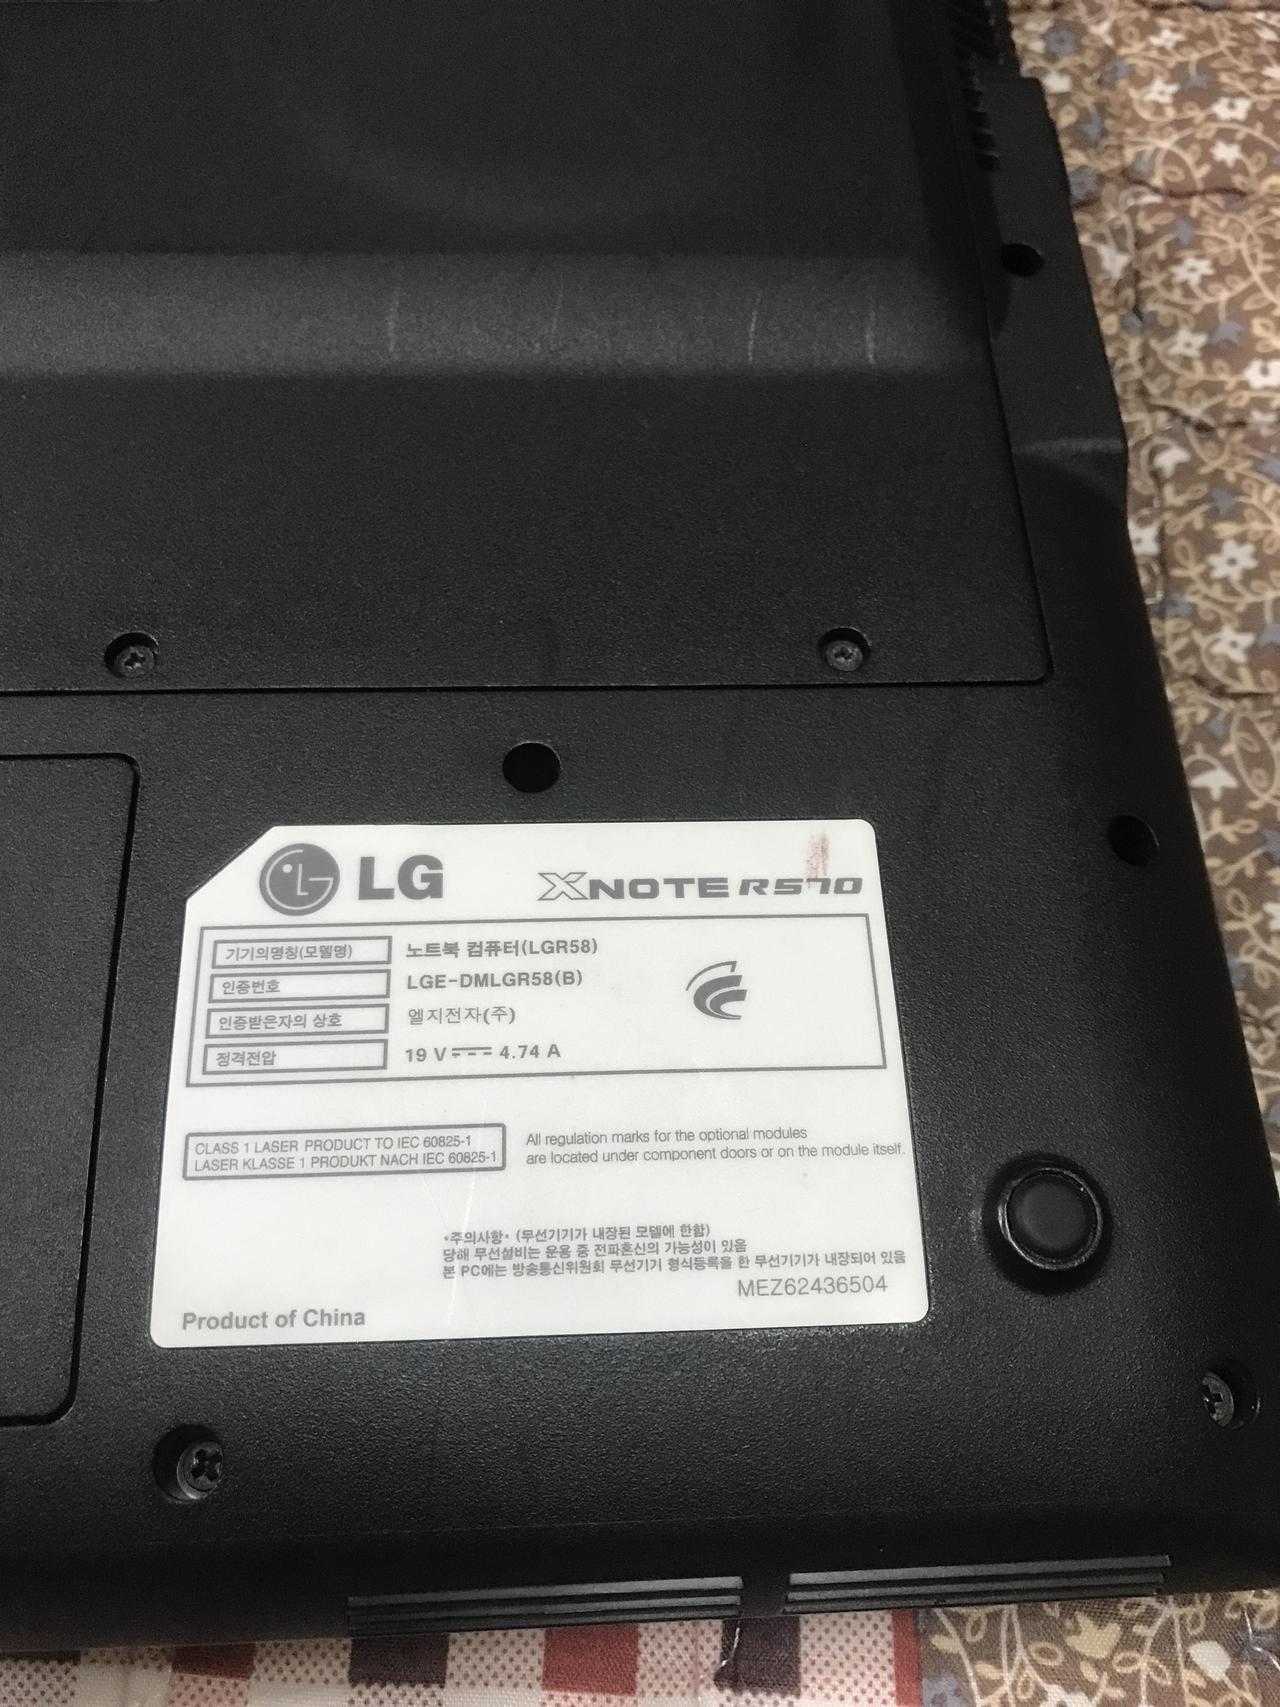 LG
XNOTE R570
기기의명칭(모델명) 노트북 컴퓨터(LGR58)
인증번호 LGE-DMLGR58(B)
인증받은자의 상호 엘지전자(주)
정격전압 19 V⎓ 4.74 A
CLASS 1 LASER PRODUCT TO IEC 60825-1
LASER KLASSE 1 PRODUKT NACH IEC 60825-1
All regulation marks for the optional modules
are located under component doors or on the module itself.
*주의사항* (무선기기가 내장된 모델에 한함)
당해 무선설비는 운용 중 전파혼신의 가능성이 있음
본 PC에는 방송통신위원회 무선기기 형식등록을 한 무선기기가 내장되어 있음
MEZ62436504
Product of China